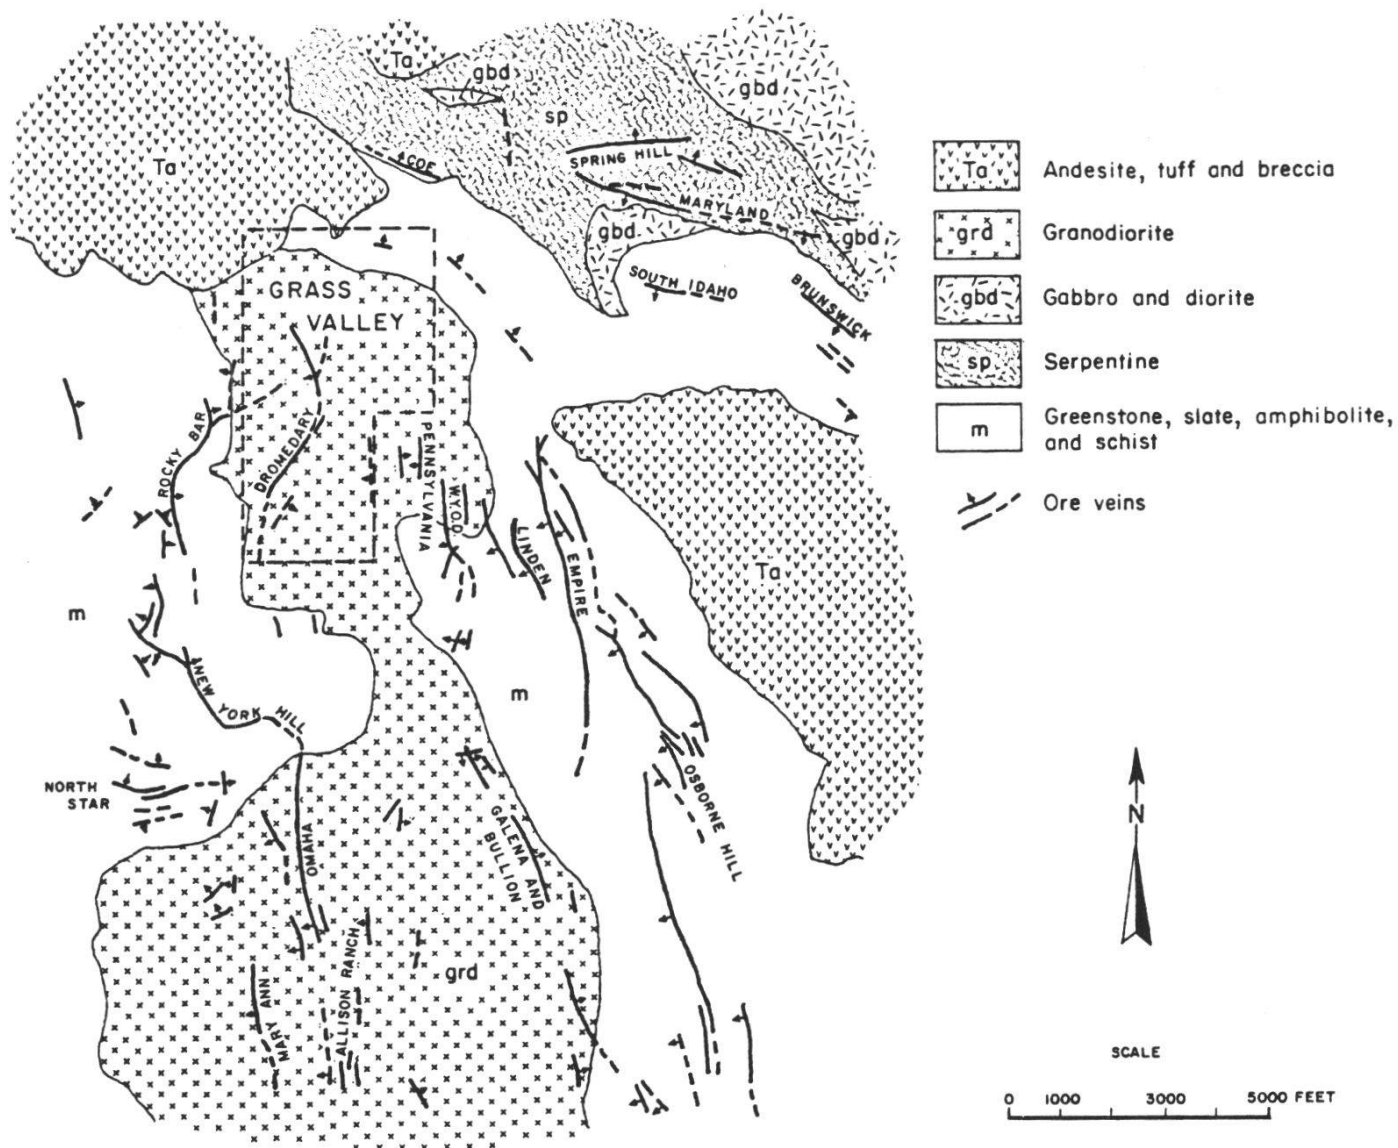 Ta
gbd
gbd
sp
Ta
COE
SPRING HILL
MARYLAND
gbd
gbd
SOUTH IDAHO
BRUNSWICK
GRASS
VALLEY
ROCKY BAR
DROMEDARY
PENNSYLVANIA
W.Y.O.D.
LINDEN
EMPIRE
Ta
m
m
NEW YORK HILL
NORTH
STAR
OMAHA
GALENA AND
BULLION
OSBORNE HILL
MARY ANN
ALLISON RANCH
grd
Ta Andesite, tuff and breccia
grd Granodiorite
gbd Gabbro and diorite
sp Serpentine
m Greenstone, slate, amphibolite,
and schist
Ore veins
N
SCALE
0 1000 3000 5000 FEET